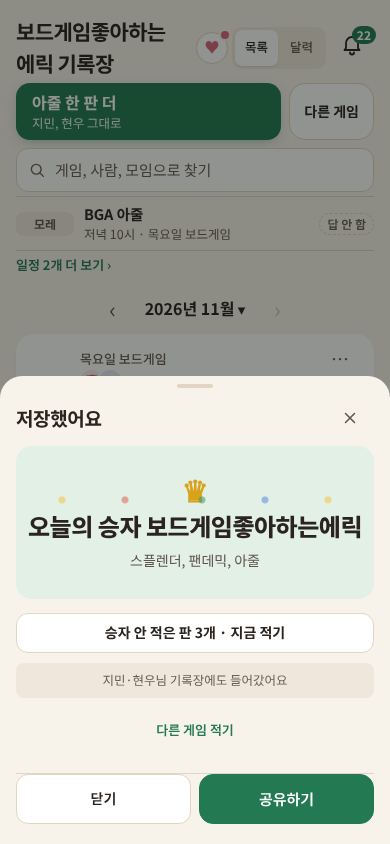 보드게임좋아하는
에릭 기록장
목록
달력
22
아줄 한 판 더
지민, 현우 그대로
다른 게임
게임, 사람, 모임으로 찾기
모레
BGA 아줄
저녁 10시 · 목요일 보드게임
답 안 함
일정 2개 더 보기 ›
‹ 2026년 11월 ▾ ›
목요일 보드게임
···
저장했어요
오늘의 승자 보드게임좋아하는에릭
스플렌더, 팬데믹, 아줄
승자 안 적은 판 3개 · 지금 적기
지민·현우님 기록장에도 들어갔어요
다른 게임 적기
닫기
공유하기